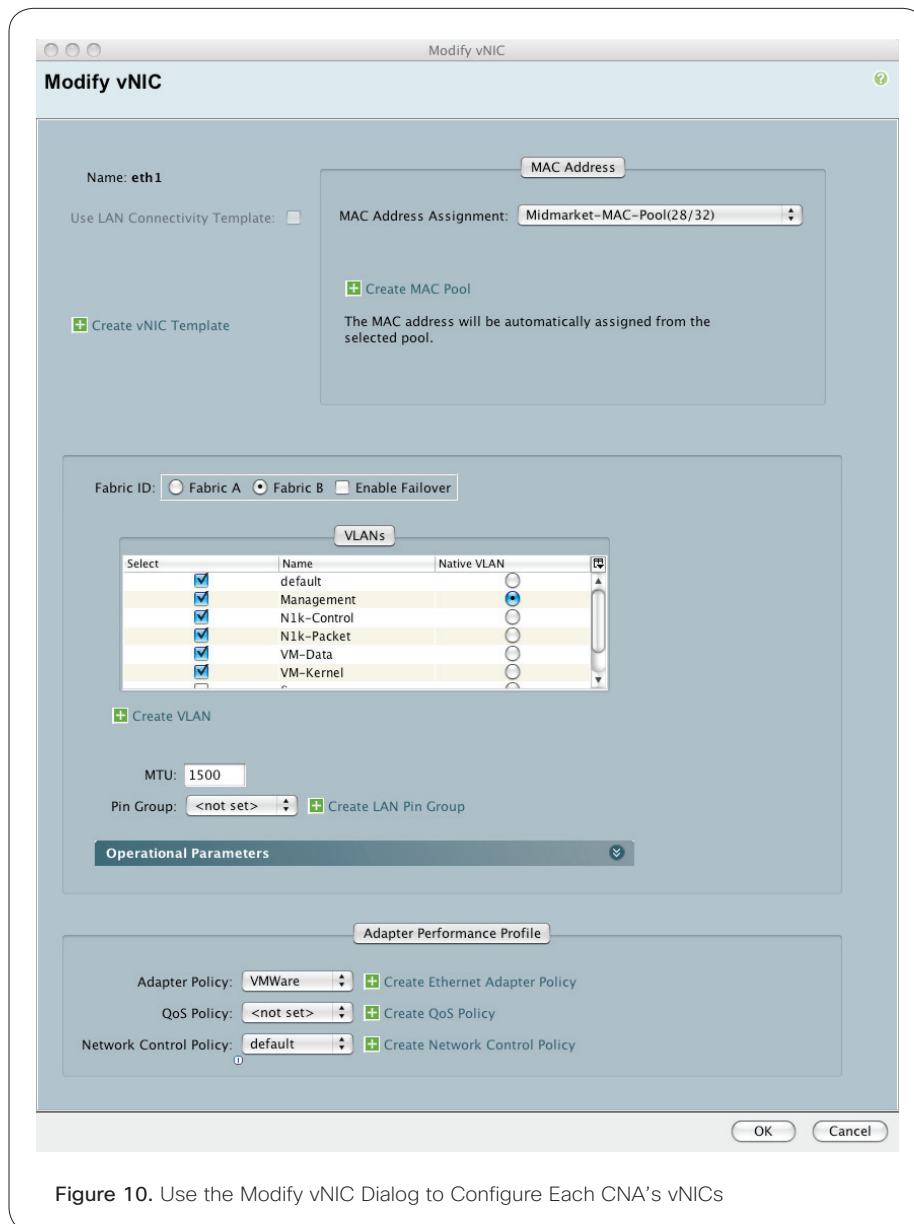 Modify vNIC
Modify vNIC
Name: eth1
Use LAN Connectivity Template:
Create vNIC Template
MAC Address
MAC Address Assignment: Midmarket-MAC-Pool(28/32)
Create MAC Pool
The MAC address will be automatically assigned from the
selected pool.
Fabric ID: Fabric A Fabric B Enable Failover
VLANs
Select Name Native VLAN
default
Management
N1k-Control
N1k-Packet
VM-Data
VM-Kernel
Create VLAN
MTU: 1500
Pin Group: <not set> Create LAN Pin Group
Operational Parameters
Adapter Performance Profile
Adapter Policy: VMWare Create Ethernet Adapter Policy
QoS Policy: <not set> Create QoS Policy
Network Control Policy: default Create Network Control Policy
OK Cancel
Figure 10. Use the Modify vNIC Dialog to Configure Each CNA's vNICs